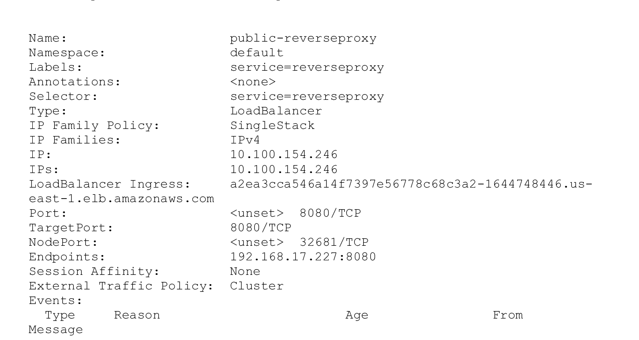 Name:                     public-reverseproxy
Namespace:                default
Labels:                   service=reverseproxy
Annotations:              <none>
Selector:                 service=reverseproxy
Type:                     LoadBalancer
IP Family Policy:         SingleStack
IP Families:              IPv4
IP:                       10.100.154.246
IPs:                      10.100.154.246
LoadBalancer Ingress:     a2ea3cca546a14f7397e56778c68c3a2-1644748446.us-
east-1.elb.amazonaws.com
Port:                     <unset>  8080/TCP
TargetPort:               8080/TCP
NodePort:                 <unset>  32681/TCP
Endpoints:                192.168.17.227:8080
Session Affinity:         None
External Traffic Policy:  Cluster
Events:
  Type    Reason                   Age                From
Message